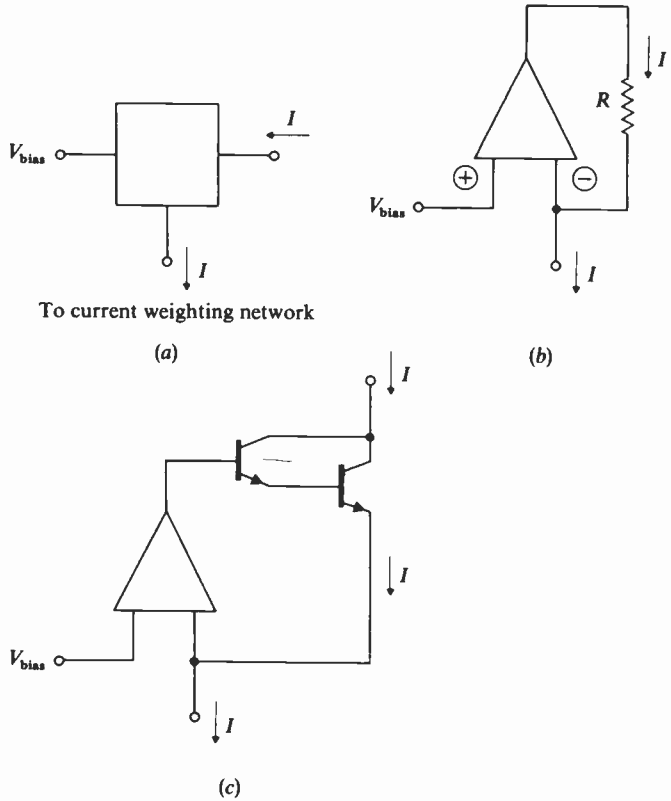 I
V_bias
I
To current weighting network
(a)
I
R
+
−
V_bias
I
(b)
I
I
V_bias
I
(c)